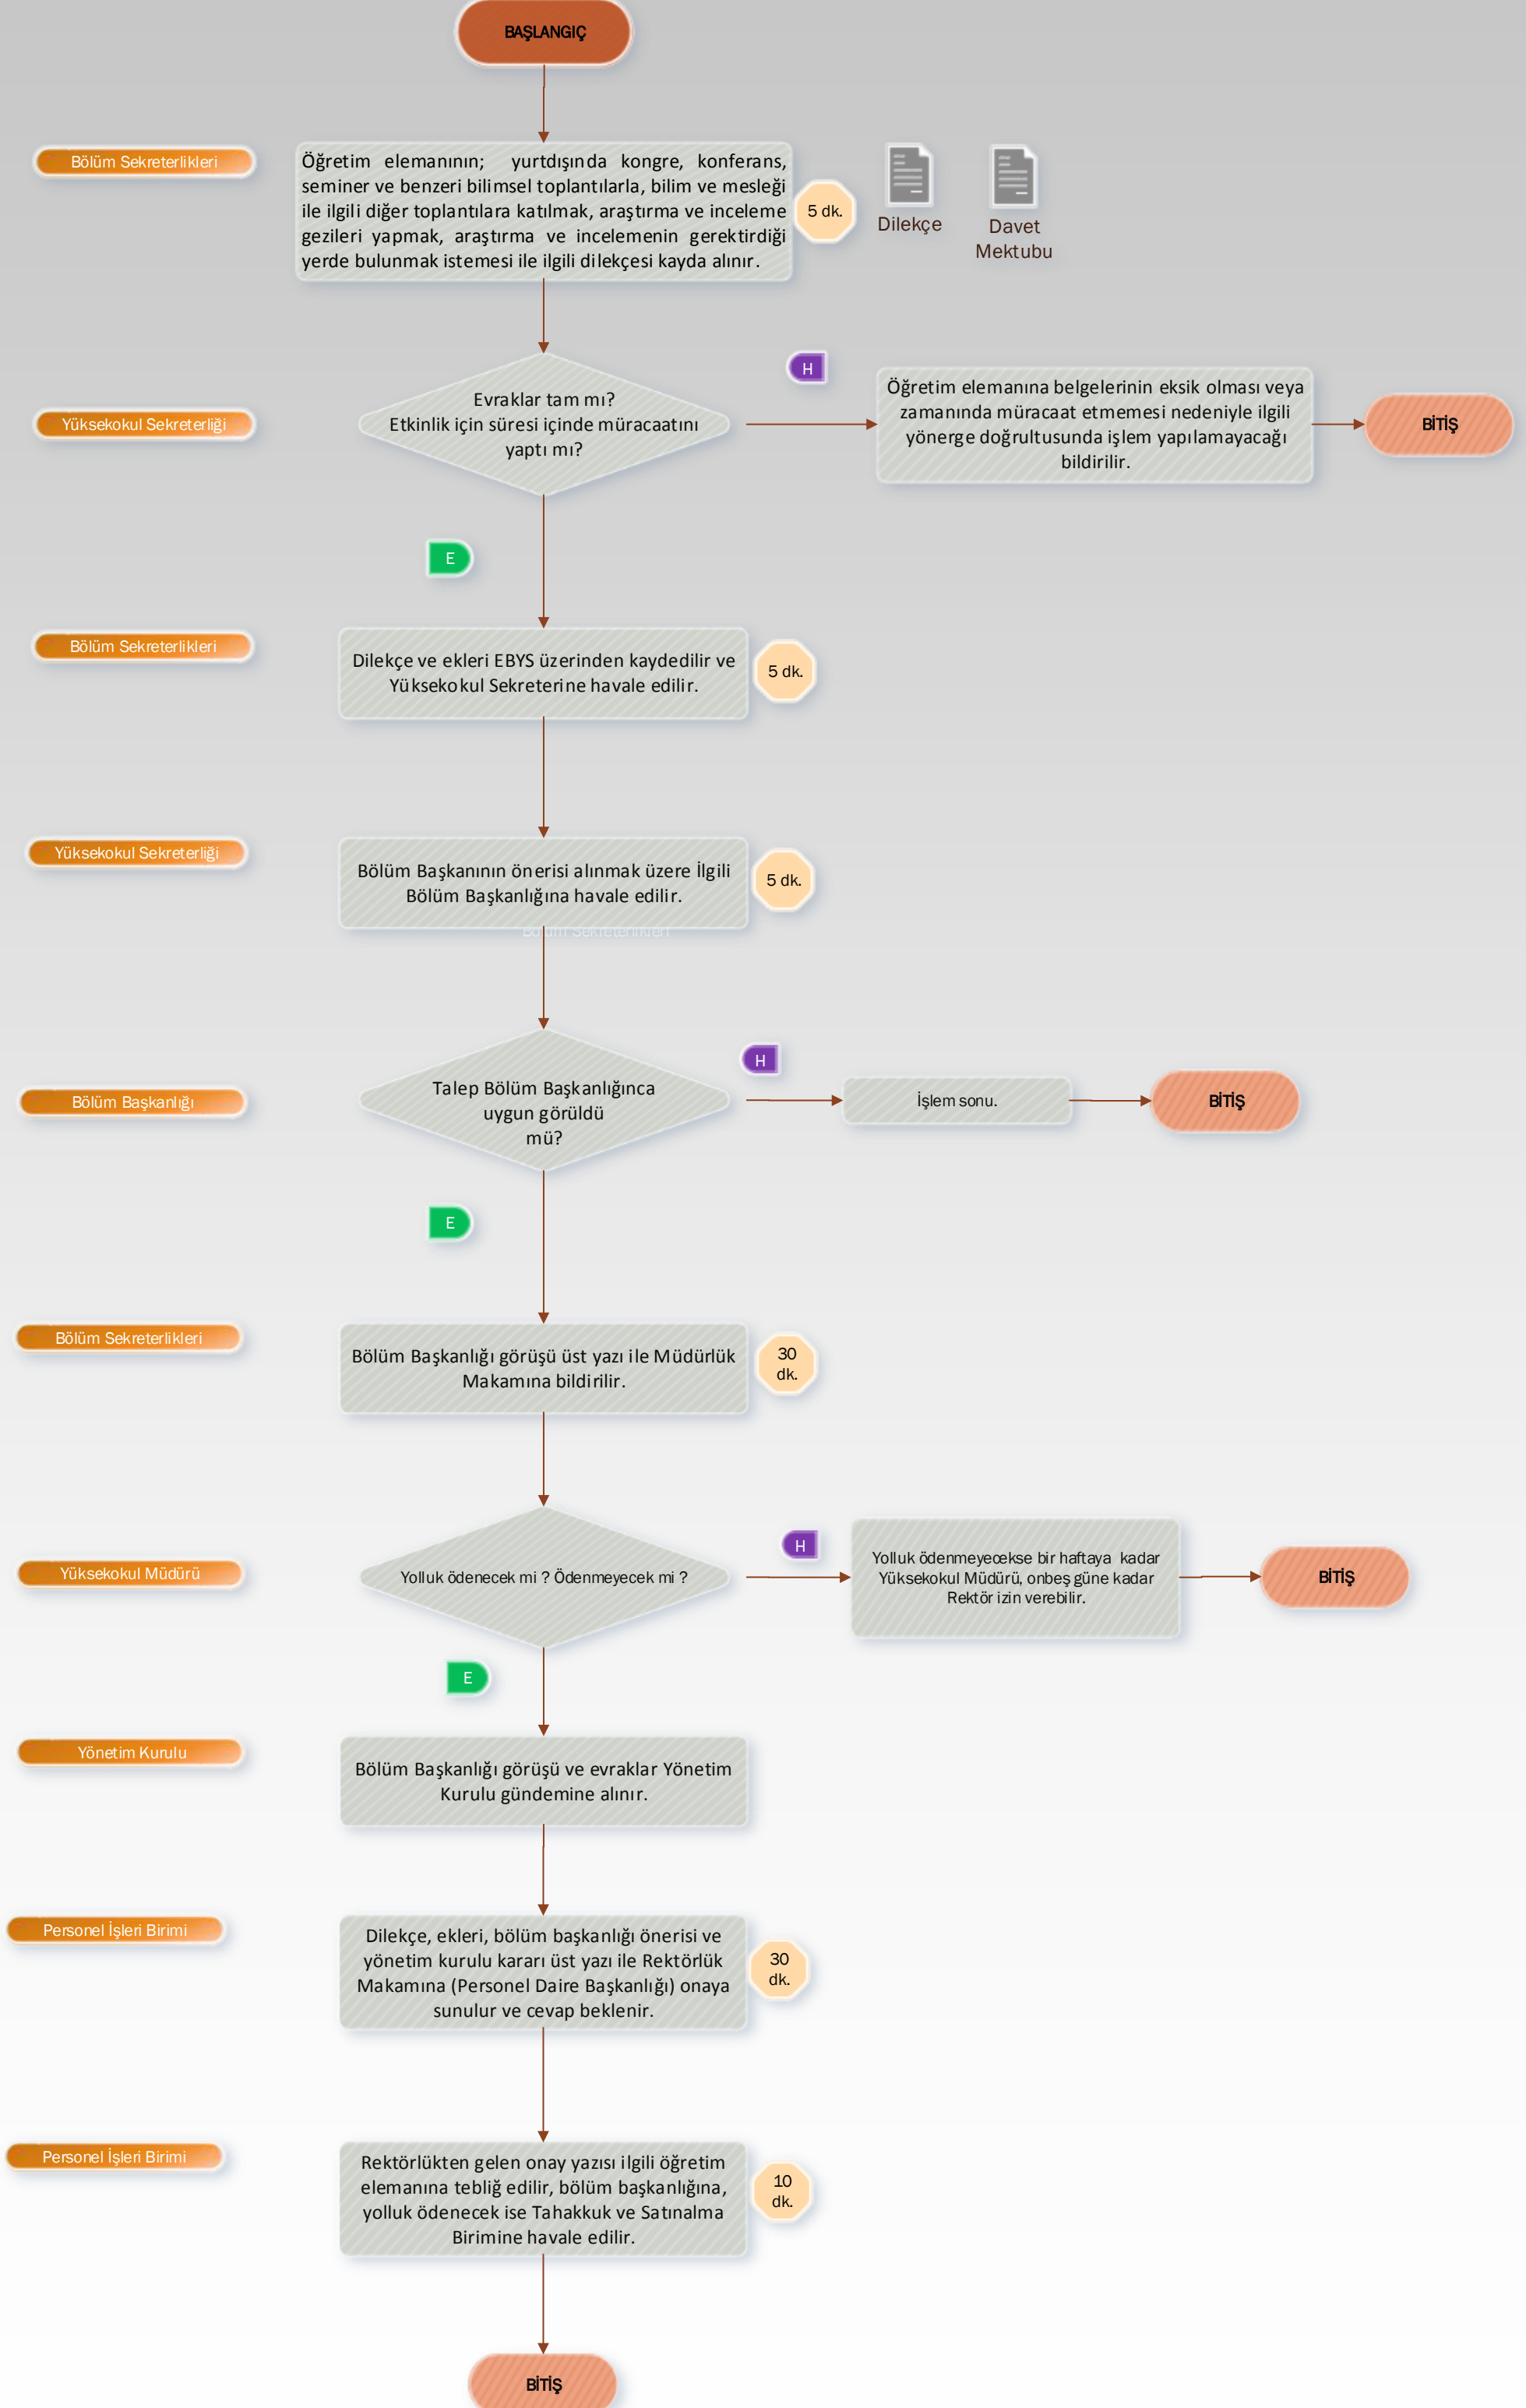 BAŞLANGIÇ
Bölüm Sekreterlikleri
Öğretim elemanının; yurtdışında kongre, konferans,
seminer ve benzeri bilimsel toplantılarla, bilim ve mesleği
ile ilgili diğer toplantılara katılmak, araştırma ve inceleme
gezileri yapmak, araştırma ve incelemenin gerektirdiği
yerde bulunmak istemesi ile ilgili dilekçesi kayda alınır.
5 dk.
Dilekçe
Davet
Mektubu
Yüksekokul Sekreterliği
Evraklar tam mı?
Etkinlik için süresi içinde müracaatını
yaptı mı?
H
Öğretim elemanına belgelerinin eksik olması veya
zamanında müracaat etmemesi nedeniyle ilgili
yönerge doğrultusunda işlem yapılamayacağı
bildirilir.
BİTİŞ
E
Bölüm Sekreterlikleri
Dilekçe ve ekleri EBYS üzerinden kaydedilir ve
Yüksekokul Sekreterine havale edilir.
5 dk.
Yüksekokul Sekreterliği
Bölüm Başkanının önerisi alınmak üzere İlgili
Bölüm Başkanlığına havale edilir.
5 dk.
Bölüm Sekreterlikleri
Bölüm Başkanlığı
Talep Bölüm Başkanlığınca
uygun görüldü
mü?
H
İşlem sonu.
BİTİŞ
E
Bölüm Sekreterlikleri
Bölüm Başkanlığı görüşü üst yazı ile Müdürlük
Makamına bildirilir.
30
dk.
Yüksekokul Müdürü
Yolluk ödenecek mi ? Ödenmeyecek mi ?
H
Yolluk ödenmeyecekse bir haftaya kadar
Yüksekokul Müdürü, onbeş güne kadar
Rektör izin verebilir.
BİTİŞ
E
Yönetim Kurulu
Bölüm Başkanlığı görüşü ve evraklar Yönetim
Kurulu gündemine alınır.
Personel İşleri Birimi
Dilekçe, ekleri, bölüm başkanlığı önerisi ve
yönetim kurulu kararı üst yazı ile Rektörlük
Makamına (Personel Daire Başkanlığı) onaya
sunulur ve cevap beklenir.
30
dk.
Personel İşleri Birimi
Rektörlükten gelen onay yazısı ilgili öğretim
elemanına tebliğ edilir, bölüm başkanlığına,
yolluk ödenecek ise Tahakkuk ve Satınalma
Birimine havale edilir.
10
dk.
BİTİŞ